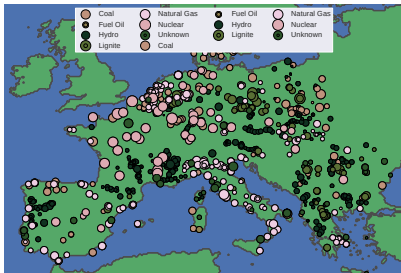 Coal Natural Gas Fuel Oil Natural Gas
Fuel Oil Nuclear Hydro Nuclear
Hydro Unknown Lignite Unknown
Lignite Coal